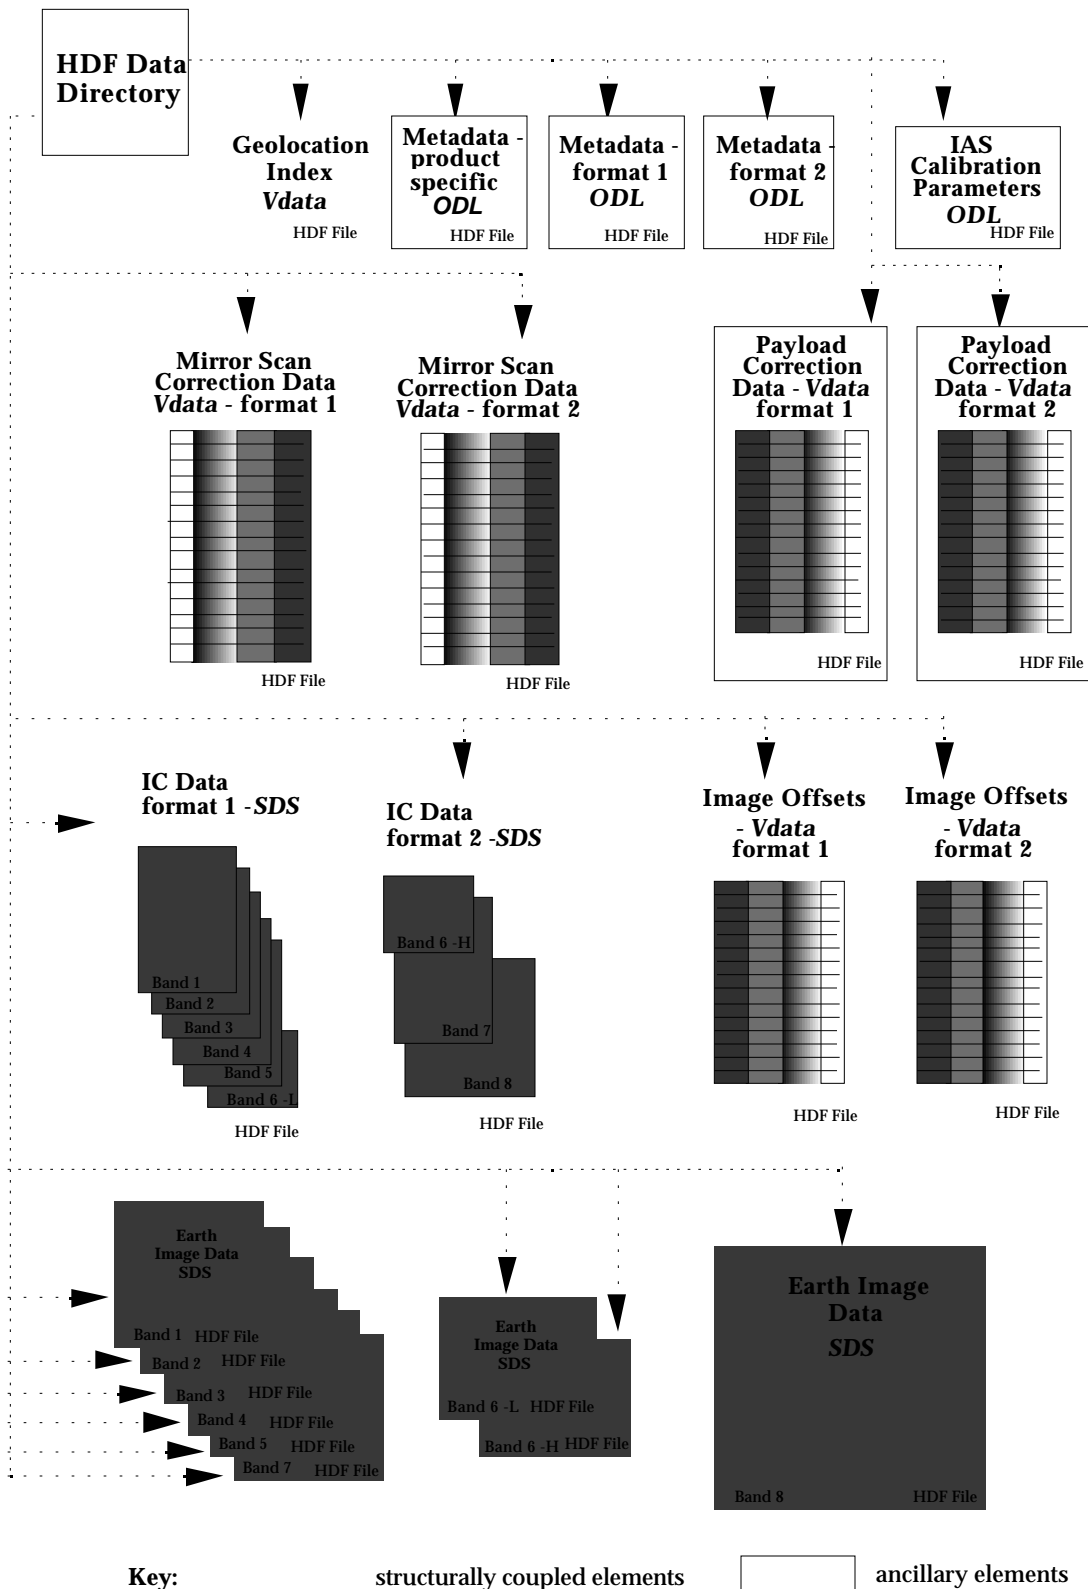 HDF Data
Directory
Geolocation
Index
Vdata
HDF File
Metadata -
product
specific
ODL
HDF File
Metadata -
format 1
ODL
HDF File
Metadata -
format 2
ODL
HDF File
IAS
Calibration
Parameters
ODL
HDF File
Mirror Scan
Correction Data
Vdata - format 1
HDF File
Mirror Scan
Correction Data
Vdata - format 2
HDF File
Payload
Correction
Data - Vdata
format 1
HDF File
Payload
Correction
Data - Vdata
format 2
HDF File
IC Data
format 1 -SDS
Band 1
Band 2
Band 3
Band 4
Band 5
Band 6 -L
HDF File
IC Data
format 2 -SDS
Band 6 -H
Band 7
Band 8
HDF File
Image Offsets
- Vdata
format 1
HDF File
Image Offsets
- Vdata
format 2
HDF File
Earth
Image Data
SDS
Band 1 HDF File
Band 2 HDF File
Band 3 HDF File
Band 4 HDF File
Band 5 HDF File
Band 7 HDF File
Earth
Image Data
SDS
Band 6 -L HDF File
Band 6 -H HDF File
Earth Image
Data
SDS
Band 8 HDF File
Key:
structurally coupled elements
ancillary elements